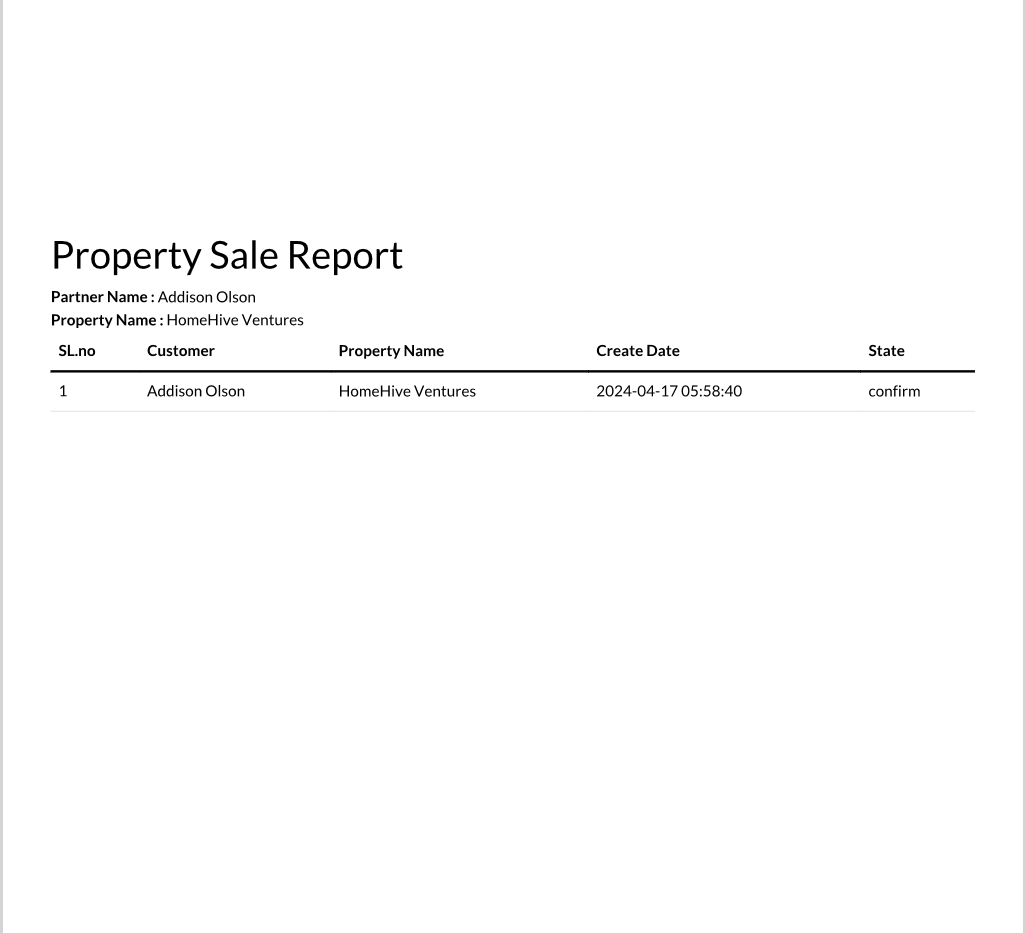 Property Sale Report
Partner Name : Addison Olson
Property Name : HomeHive Ventures
SL.no Customer Property Name Create Date State
1 Addison Olson HomeHive Ventures 2024-04-17 05:58:40 confirm